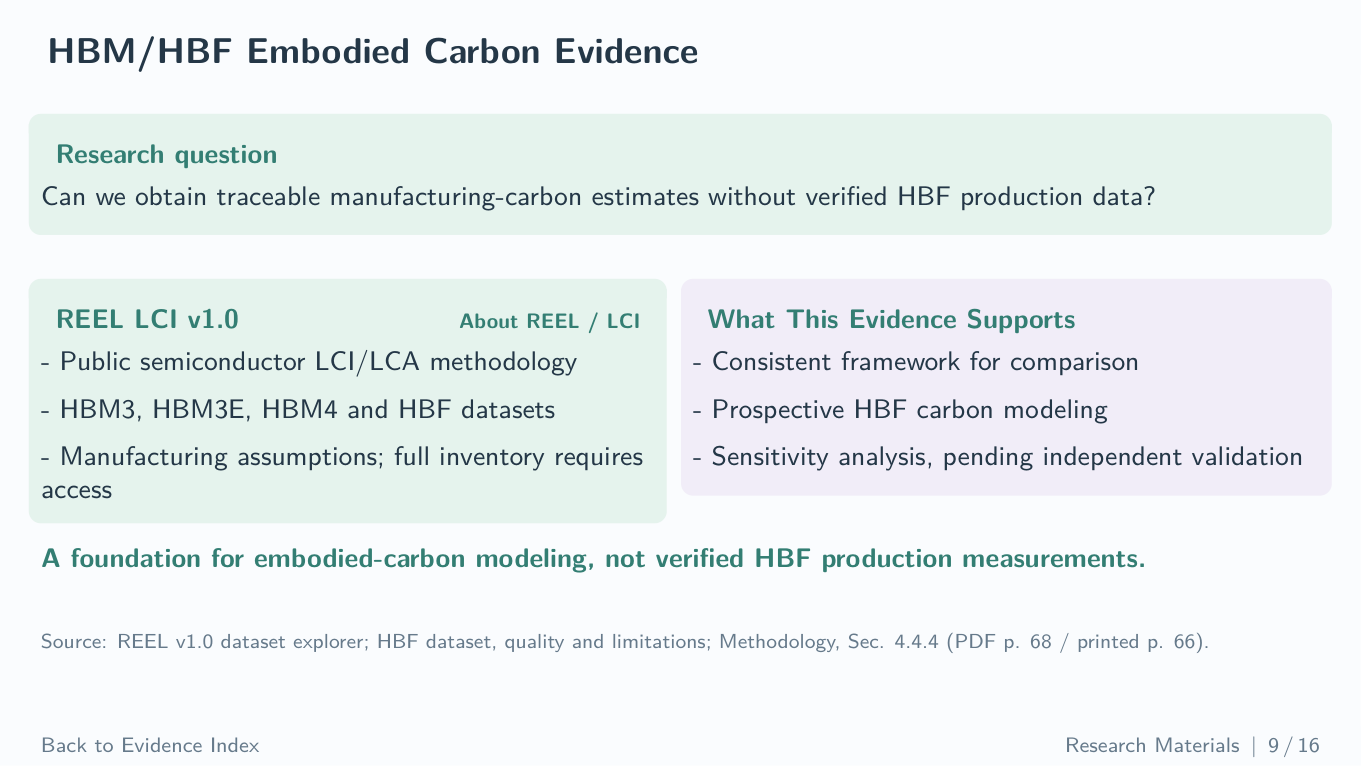 HBM/HBF Embodied Carbon Evidence
Research question
Can we obtain traceable manufacturing-carbon estimates without verified HBF production data?
REEL LCI v1.0
About REEL / LCI
- Public semiconductor LCI/LCA methodology
- HBM3, HBM3E, HBM4 and HBF datasets
- Manufacturing assumptions; full inventory requires
access
What This Evidence Supports
- Consistent framework for comparison
- Prospective HBF carbon modeling
- Sensitivity analysis, pending independent validation
A foundation for embodied-carbon modeling, not verified HBF production measurements.
Source: REEL v1.0 dataset explorer; HBF dataset, quality and limitations; Methodology, Sec. 4.4.4 (PDF p. 68 / printed p. 66).
Back to Evidence Index
Research Materials | 9 / 16